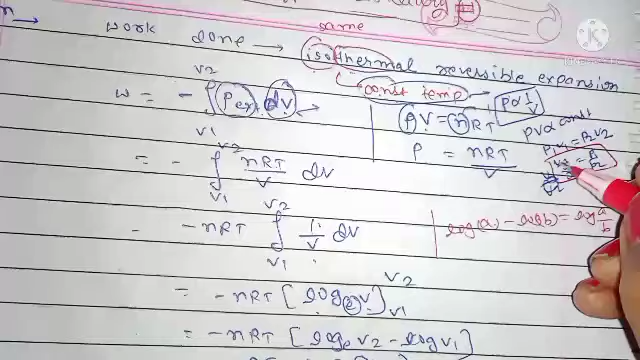 same
work done → isothermal reversible expansion
const temp → P∝1/V
w = - ∫ V1 V2 Pex dV
PV = nRT
PV∝ const
P1V1 = P2V2
= - ∫ V1 V2 nRT/V dV
P = nRT/V
= -nRT ∫ V1 V2 1/V dV
log(a) - log(b) = log a/b
= -nRT [ loge V ] V1 V2
= -nRT [ loge V2 - log V1 ]